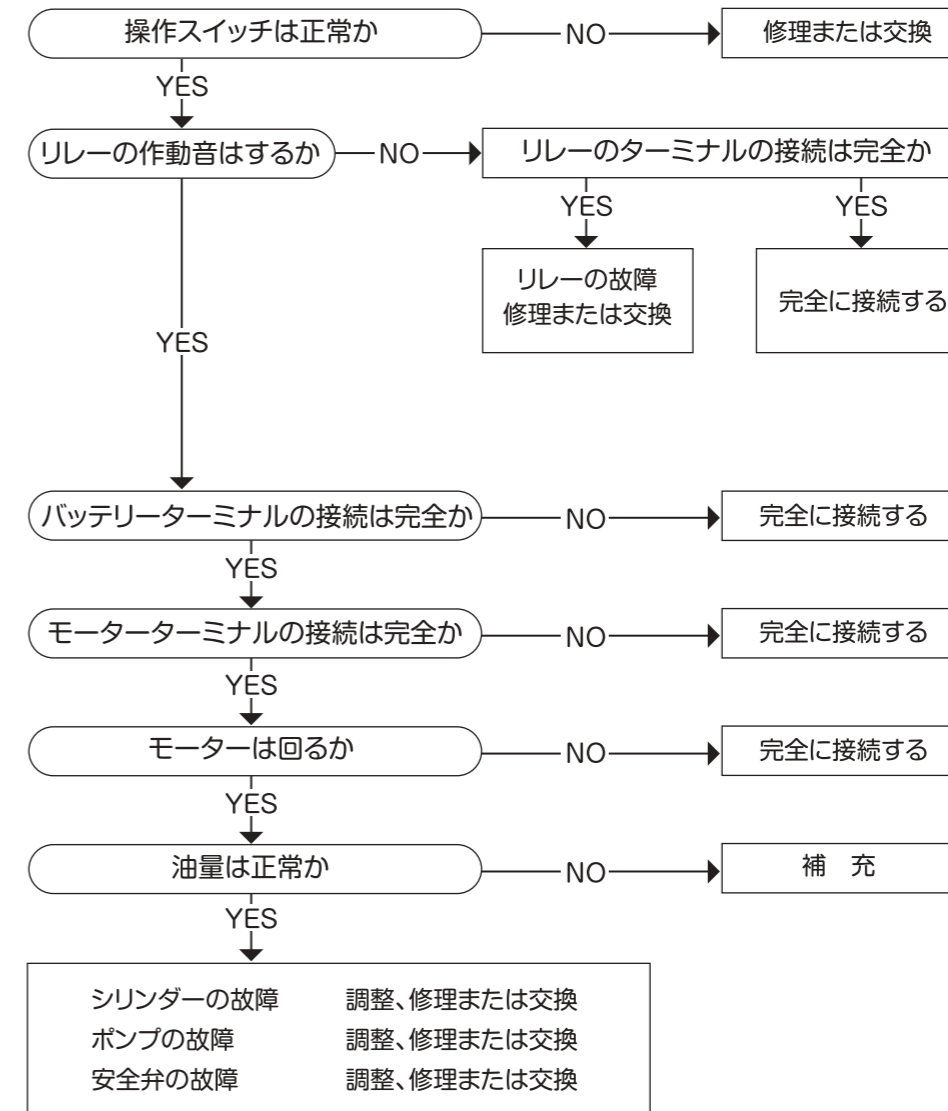 操作スイッチは正常か
NO
修理または交換
YES
リレーの作動音はするか
NO
リレーのターミナルの接続は完全か
YES
YES
リレーの故障
修理または交換
完全に接続する
YES
バッテリーターミナルの接続は完全か
NO
完全に接続する
YES
モーターターミナルの接続は完全か
NO
完全に接続する
YES
モーターは回るか
NO
完全に接続する
YES
油量は正常か
NO
補　充
YES
シリンダーの故障　調整、修理または交換
ポンプの故障　調整、修理または交換
安全弁の故障　調整、修理または交換